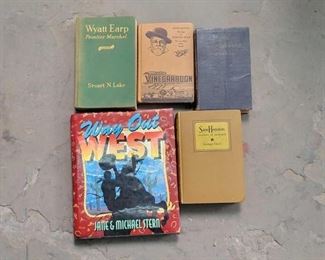 Wyatt Earp
Frontier Marshal
Stuart N. Lake
VINEGARROON
Way Out
WEST
JANE & MICHAEL STERN
Sam Houston